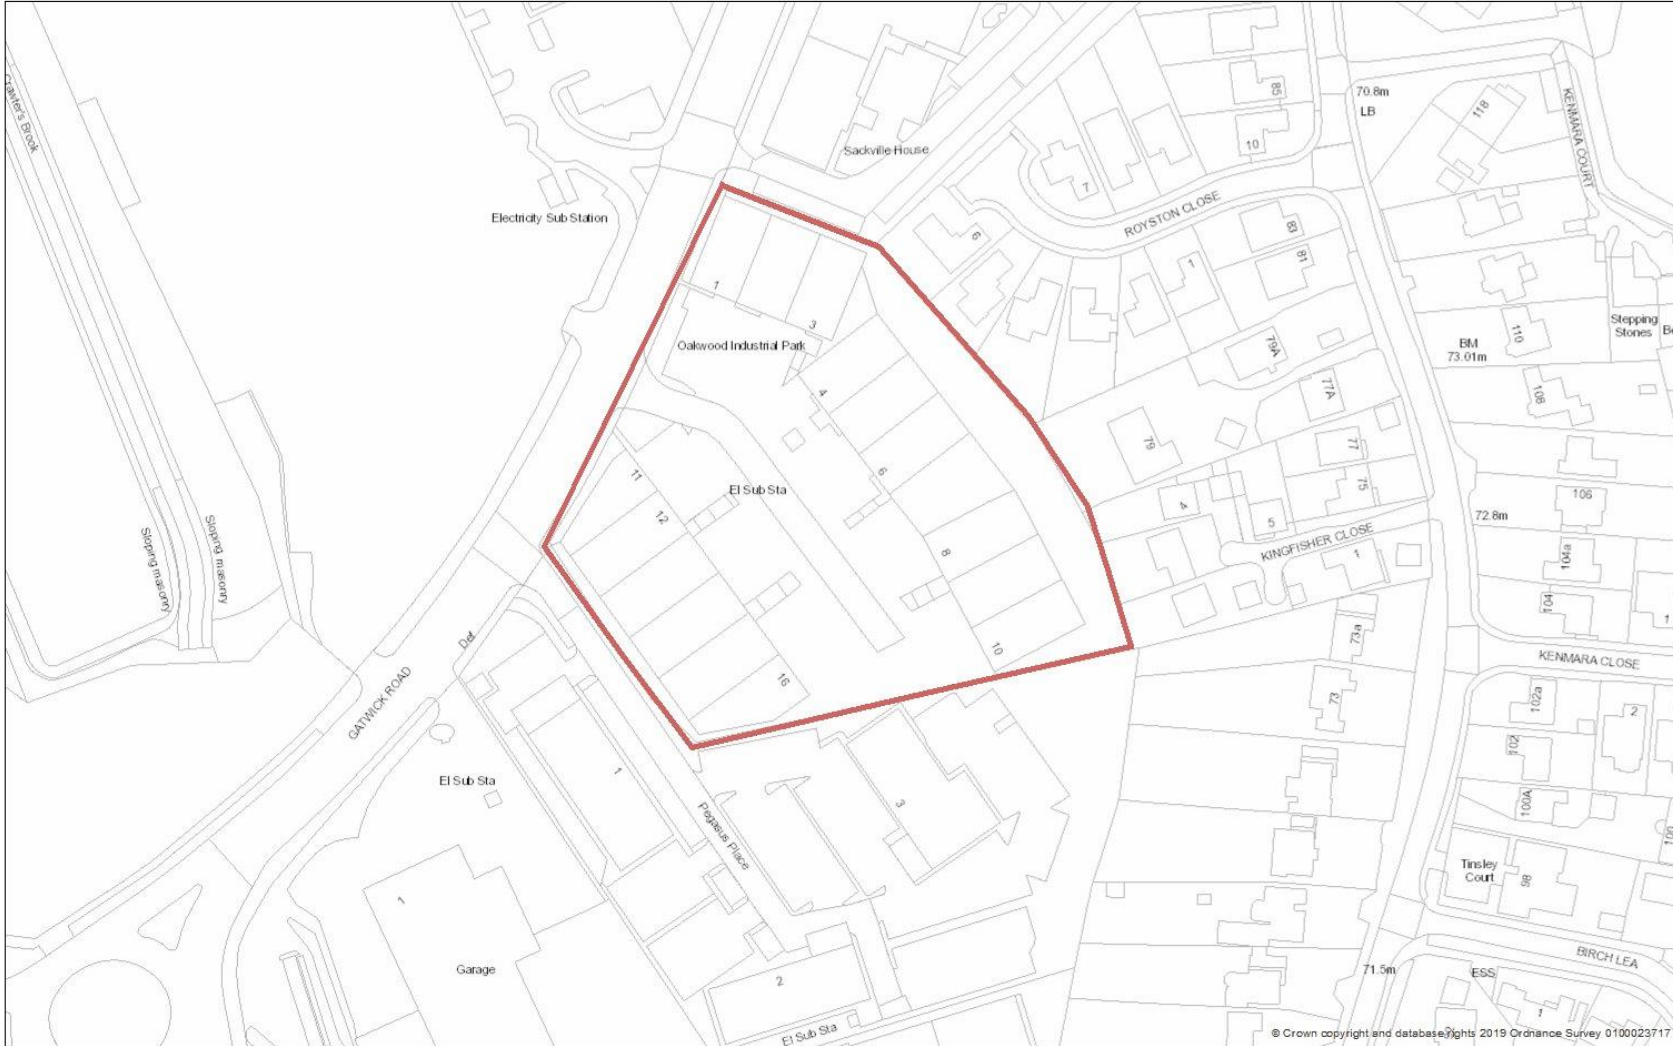 Crawter's Brook
Sackville House
Electricity Sub Station
70.8m
LB
118
KENMARA COURT
85
10
7
ROYSTON CLOSE
6
83
1
81
1
3
Oakwood Industrial Park
4
79A
77A
BM
73.01m
110
Stepping
Stones
108
79
77
75
6
11
El Sub Sta
12
4
5
106
72.8m
KINGFISHER CLOSE
1
104a
104
1
8
Sloping masonry
Sloping masonry
Def
10
16
73a
73
KENMARA CLOSE
102a
2
102
GATWICK ROAD
El Sub Sta
1
3
100A
100
Pegasus Place
Tinsley
Court
98
1
Garage
2
El Sub Sta
71.5m
ESS
BIRCH LEA
1
© Crown copyright and database rights 2019 Ordnance Survey 0100023717